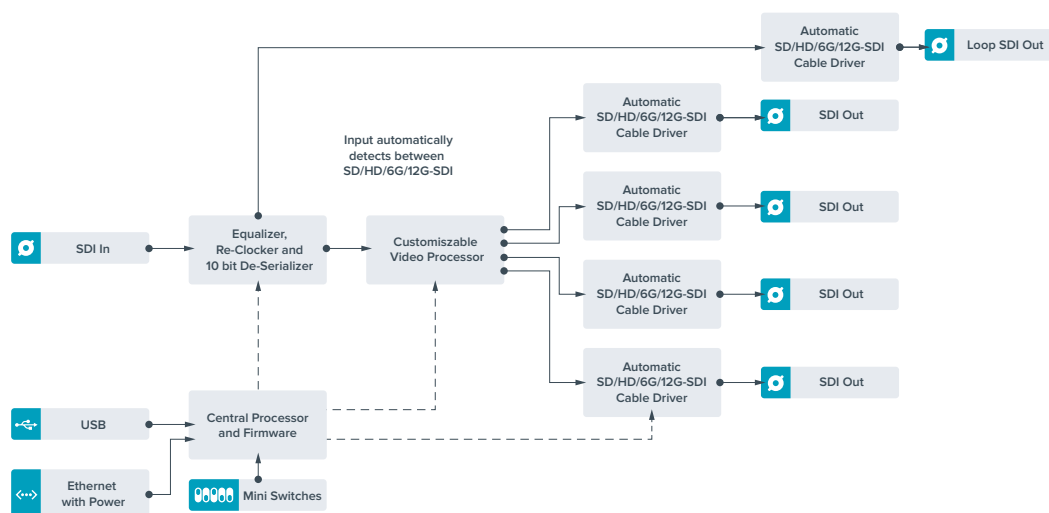 Automatic
SD/HD/6G/12G-SDI
Cable Driver
Loop SDI Out
Automatic
SD/HD/6G/12G-SDI
Cable Driver
SDI Out
Input automatically
detects between
SD/HD/6G/12G-SDI
Automatic
SD/HD/6G/12G-SDI
Cable Driver
SDI Out
SDI In
Equalizer,
Re-Clocker and
10 bit De-Serializer
Customiszable
Video Processor
Automatic
SD/HD/6G/12G-SDI
Cable Driver
SDI Out
Automatic
SD/HD/6G/12G-SDI
Cable Driver
SDI Out
USB
Central Processor
and Firmware
Ethernet
with Power
Mini Switches